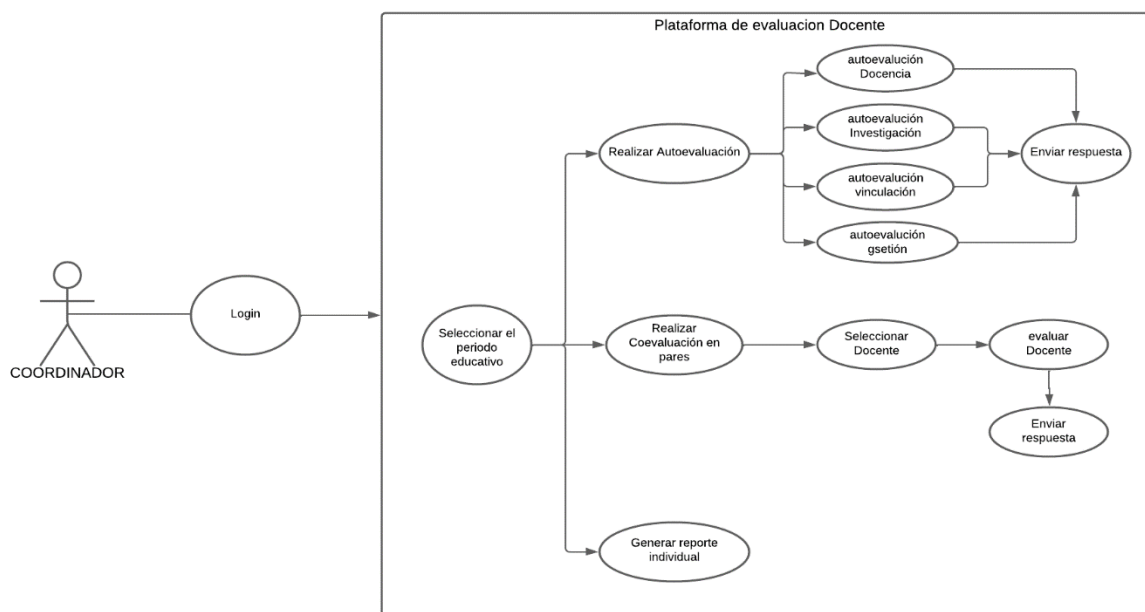 Plataforma de evaluacion Docente
autoevalución
Docencia
autoevalución
Investigación
Realizar Autoevaluación
Enviar respuesta
autoevalución
vinculación
autoevalución
gsetión
Login
COORDINADOR
Seleccionar el
periodo
educativo
Realizar
Coevaluación en
pares
Seleccionar
Docente
evaluar
Docente
Enviar
respuesta
Generar reporte
individual